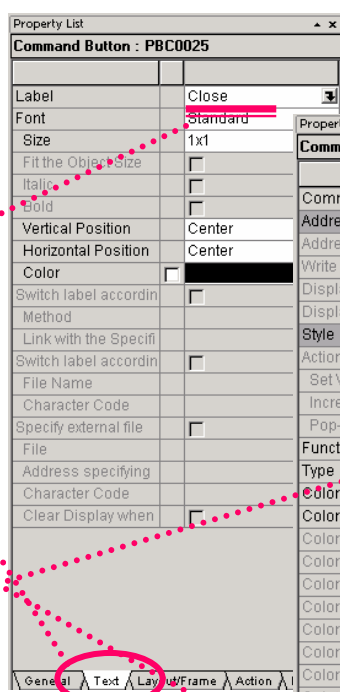 Property List
Command Button : PBC0025
Label Close
Font Standard
Size 1x1
Fit the Object Size
Italic
Bold
Vertical Position Center
Horizontal Position Center
Color
Switch label accordin
Method
Link with the Specifi
Switch label accordin
File Name
Character Code
Specify external file
File
Address specifying
Character Code
Clear Display when
General Text Layout/Frame Action
Propert
Comm
Comm
Addre
Addre
Write
Displ
Displ
Style
Action
Set V
Incre
Pop-
Funct
Type
Color
Color
Color
Color
Color
Color
Color
Color
Color